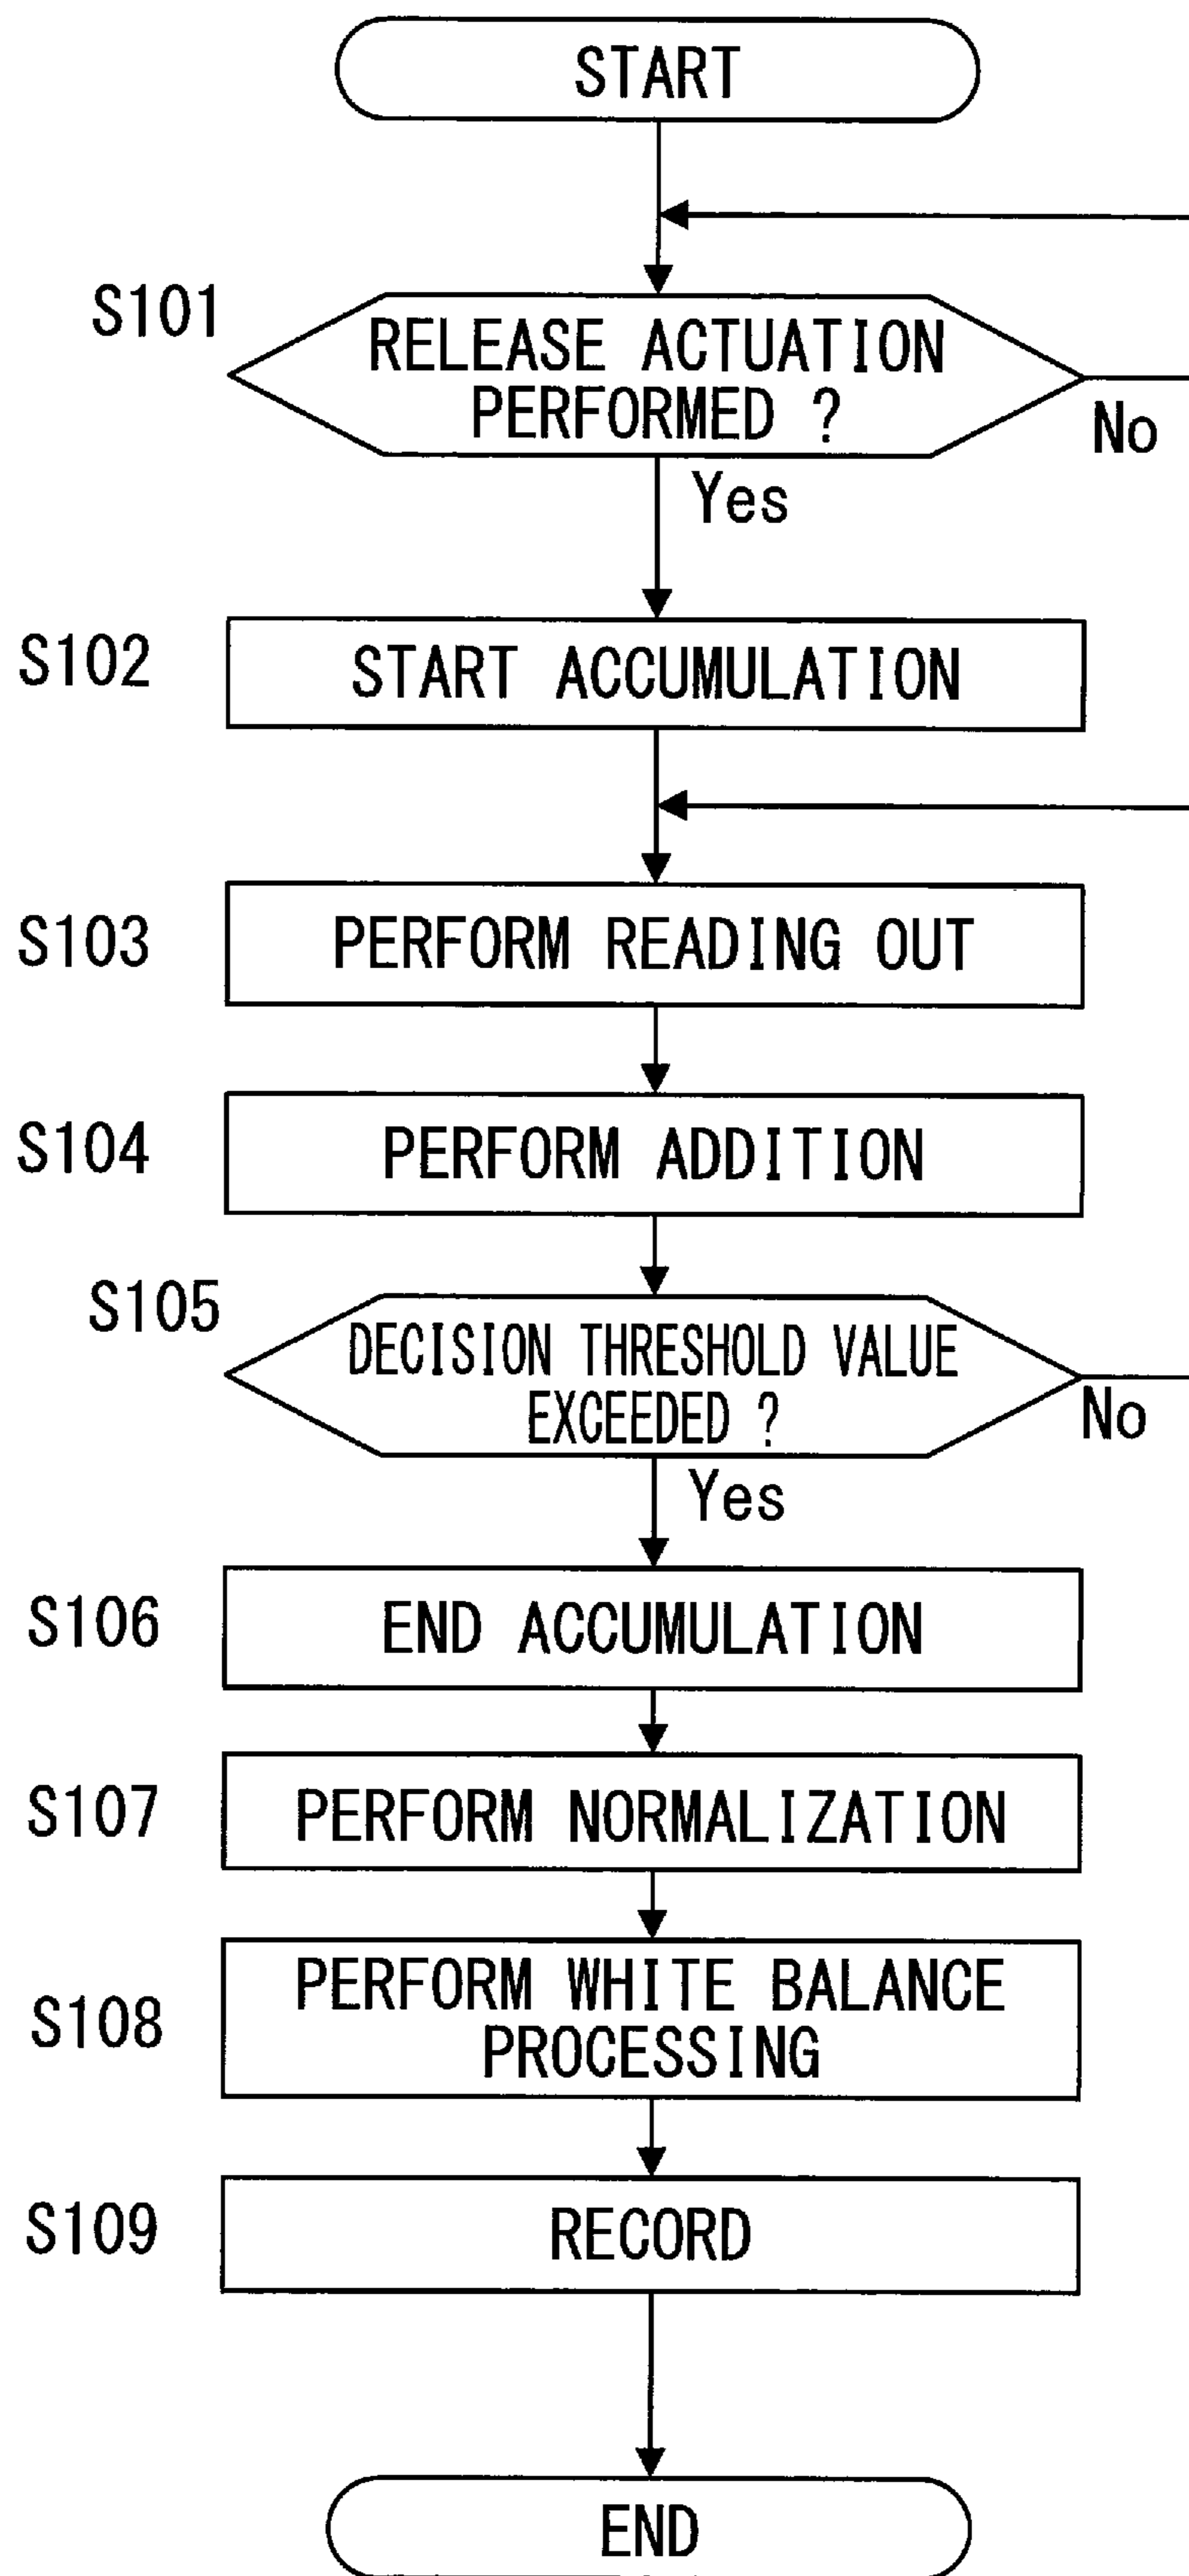 START
S101
RELEASE ACTUATION
PERFORMED ?
No
Yes
S102
START ACCUMULATION
S103
PERFORM READING OUT
S104
PERFORM ADDITION
S105
DECISION THRESHOLD VALUE
EXCEEDED ?
No
Yes
S106
END ACCUMULATION
S107
PERFORM NORMALIZATION
S108
PERFORM WHITE BALANCE
PROCESSING
S109
RECORD
END